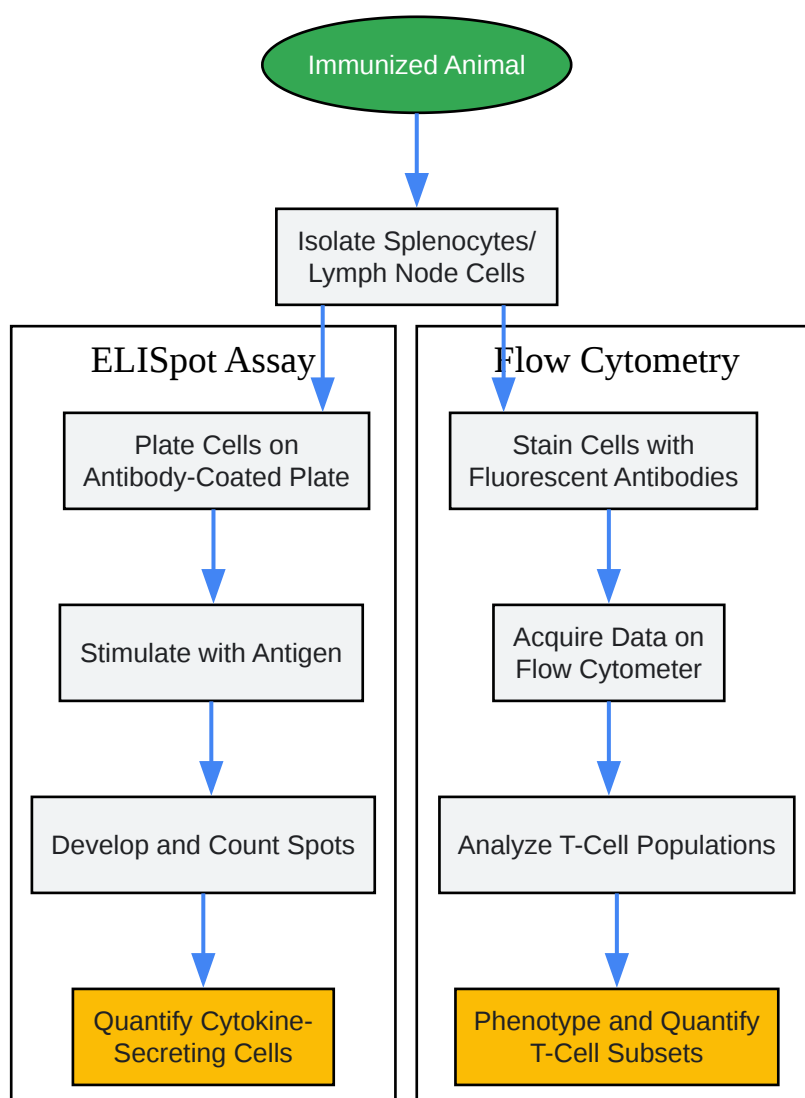 Immunized Animal
Isolate Splenocytes/
Lymph Node Cells
ELISpot Assay
Plate Cells on
Antibody-Coated Plate
Stimulate with Antigen
Develop and Count Spots
Quantify Cytokine-
Secreting Cells
Flow Cytometry
Stain Cells with
Fluorescent Antibodies
Acquire Data on
Flow Cytometer
Analyze T-Cell Populations
Phenotype and Quantify
T-Cell Subsets